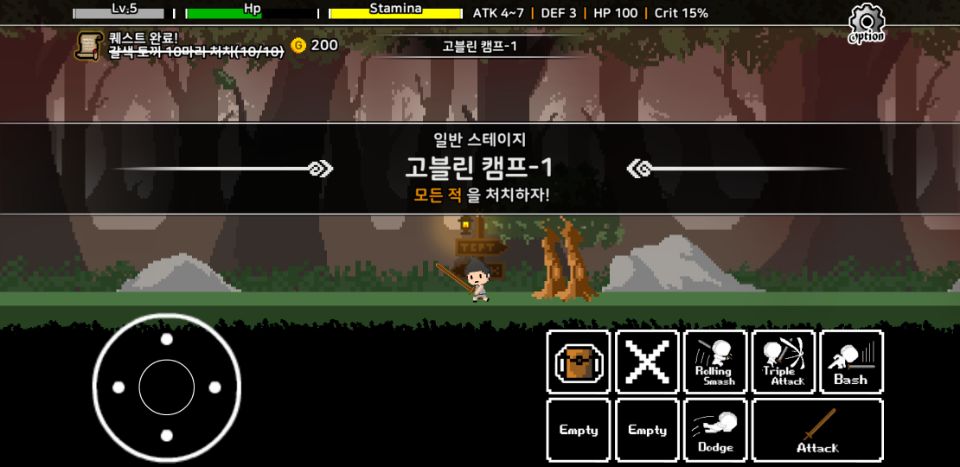 Lv.5
Hp
Stamina
ATK 4~7 | DEF 3 | HP 100 | Crit 15%
퀘스트 완료!
갈색 토끼 10마리 처치(10/10)
G 200
고블린 캠프-1
Option
일반 스테이지
고블린 캠프-1
모든 적 을 처치하자!
Rolling Smash
Triple Attack
Bash
Empty
Empty
Dodge
Attack